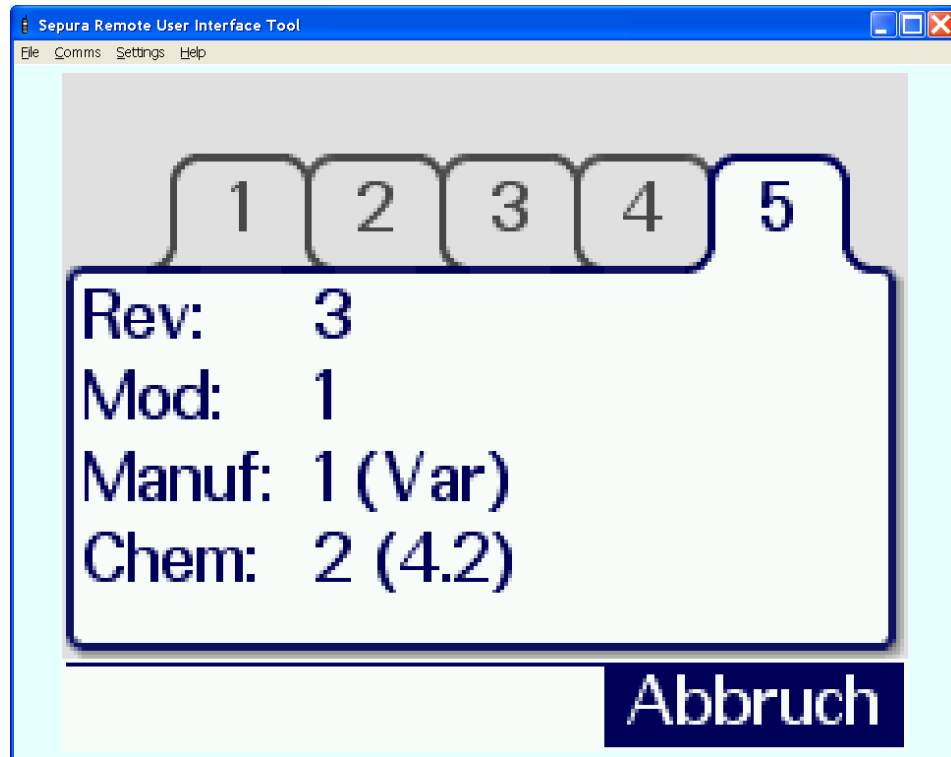 Sepura Remote User Interface Tool
File Comms Settings Help
1 2 3 4 5
Rev: 3
Mod: 1
Manuf: 1 (Var)
Chem: 2 (4.2)
Abbruch